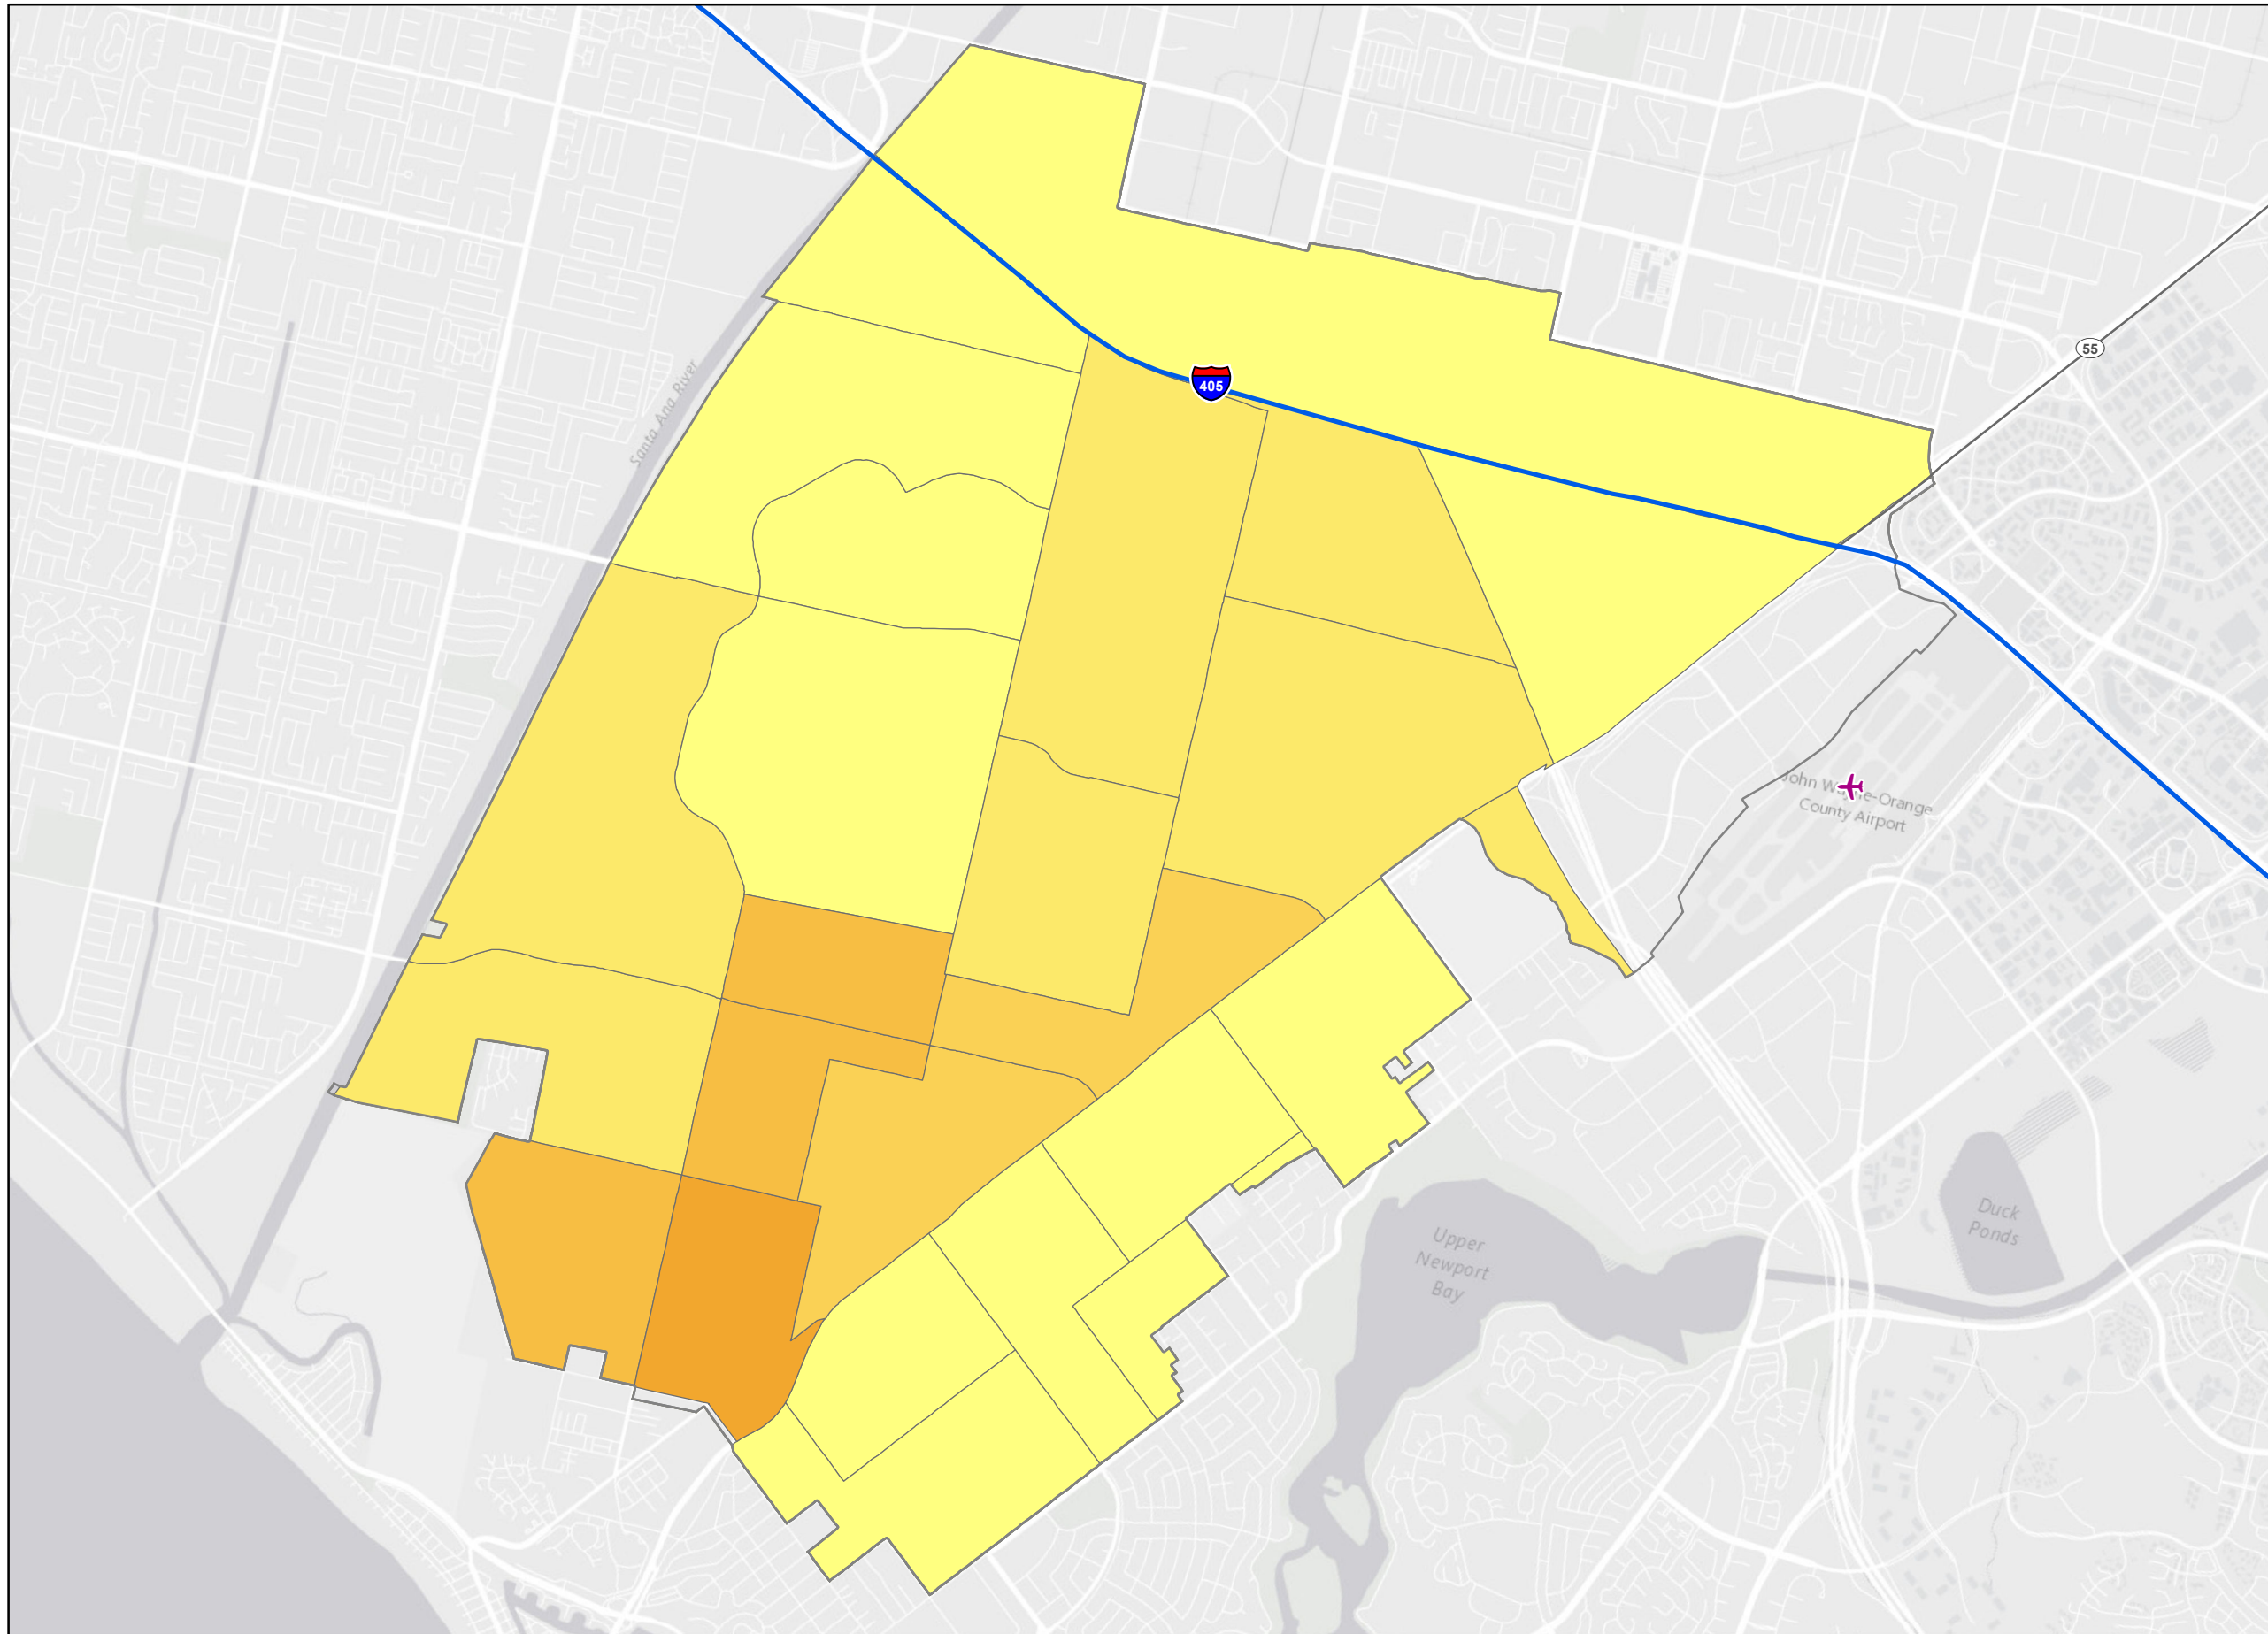 55
Santa Ana River
405
John Wayne-Orange
County Airport
Duck
Ponds
Upper
Newport
Bay